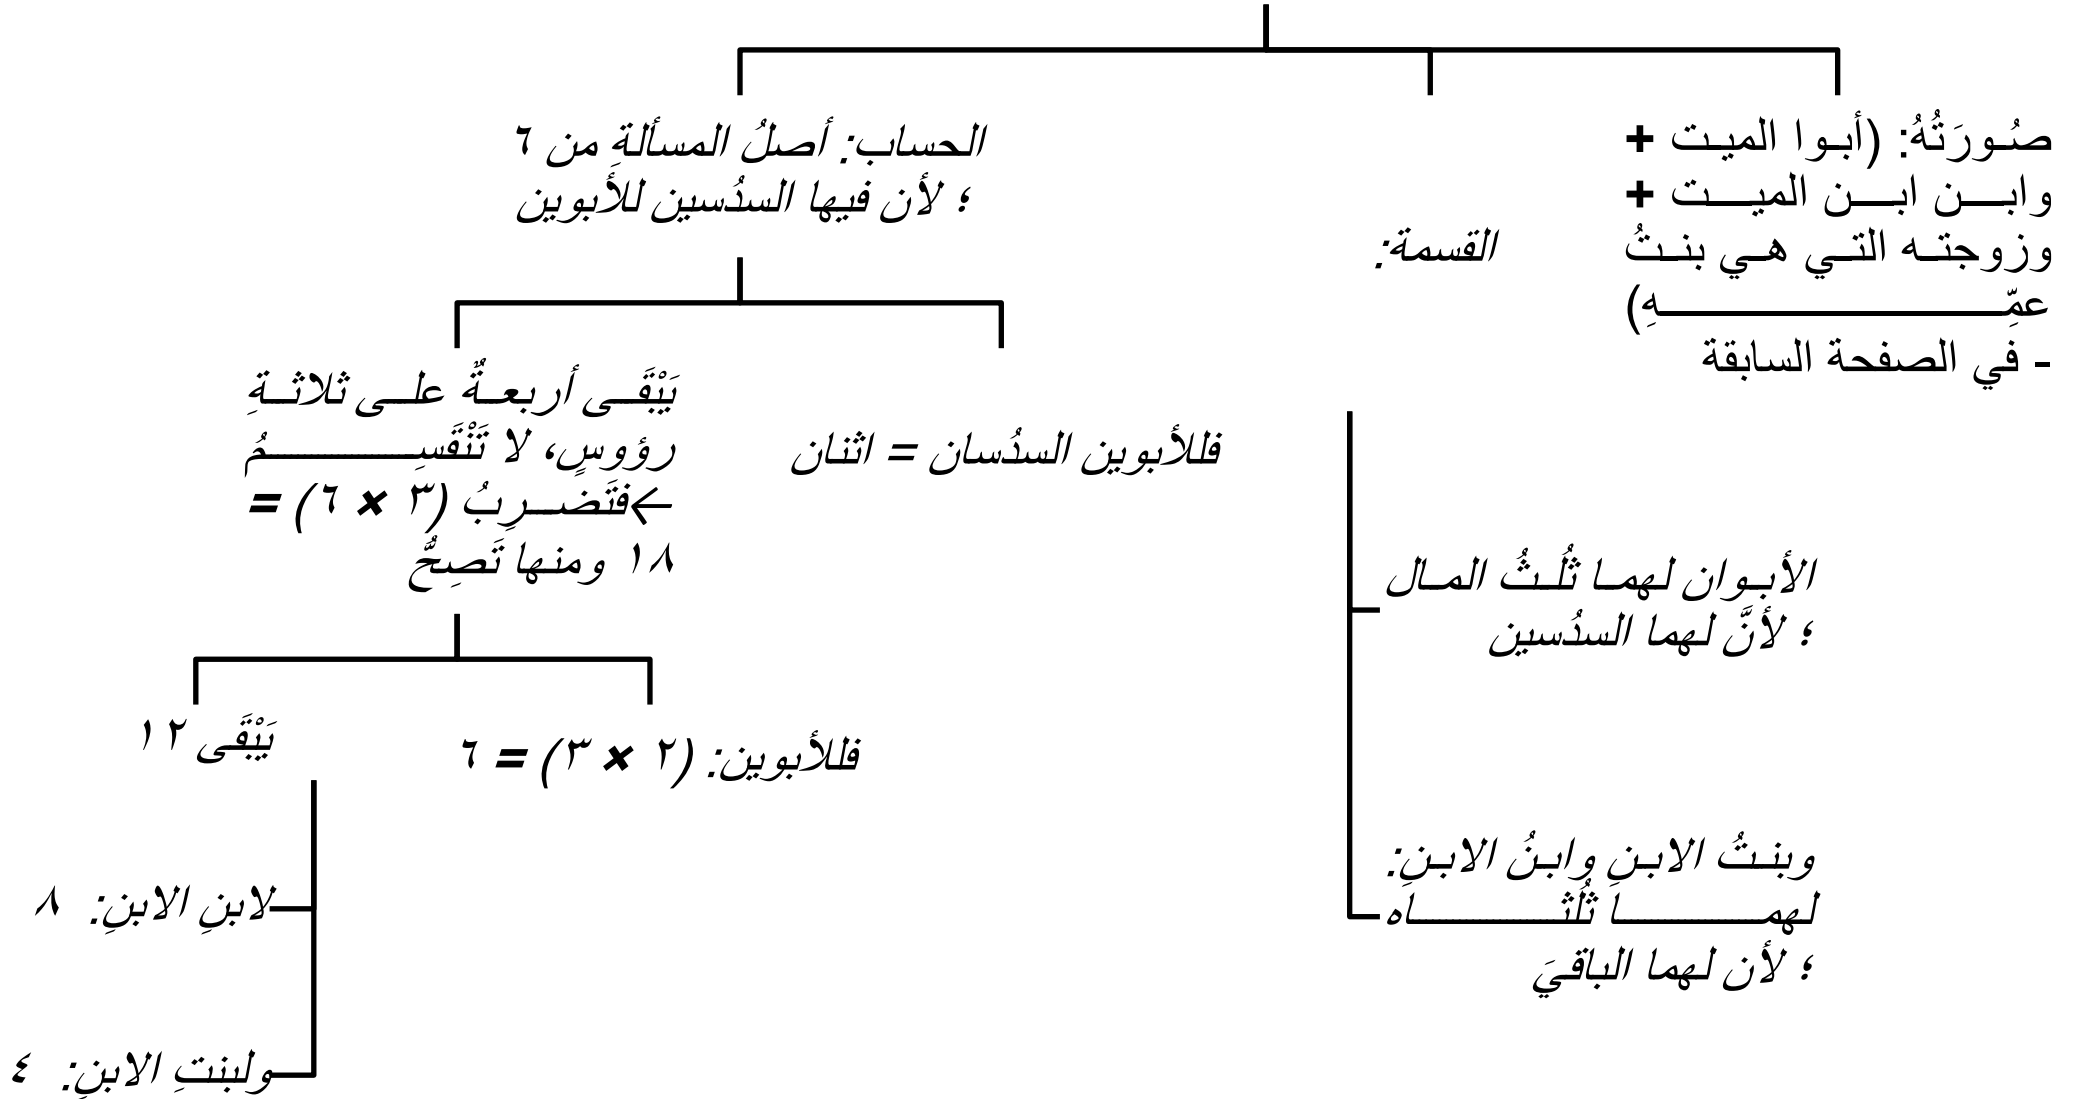 صُورَتُهُ: (أبوا الميت +
وابن ابن الميت +
وزوجته التي هي بنتُ
عمِّهِ)
- في الصفحة السابقة
القسمة:
الأبوان لهما ثُلُثُ المال
؛ لأنَّ لهما السدُسين
وبنتُ الابنِ وابنُ الابنِ:
لهما ثُلُثَاه
؛ لأن لهما الباقيَ
الحساب: أصلُ المسألةِ من ٦
؛ لأن فيها السدُسين للأبوين
فللأبوين السدُسان = اثنان
يَبْقَى أربعةٌ على ثلاثةِ
رؤوسٍ، لا تَنْقَسِمُ
←فتَضرِبُ (٣ × ٦) =
١٨ ومنها تَصِحُّ
فللأبوين: (٢ × ٣) = ٦
يَبْقَى ١٢
لابنِ الابنِ: ٨
ولبنتِ الابنِ: ٤